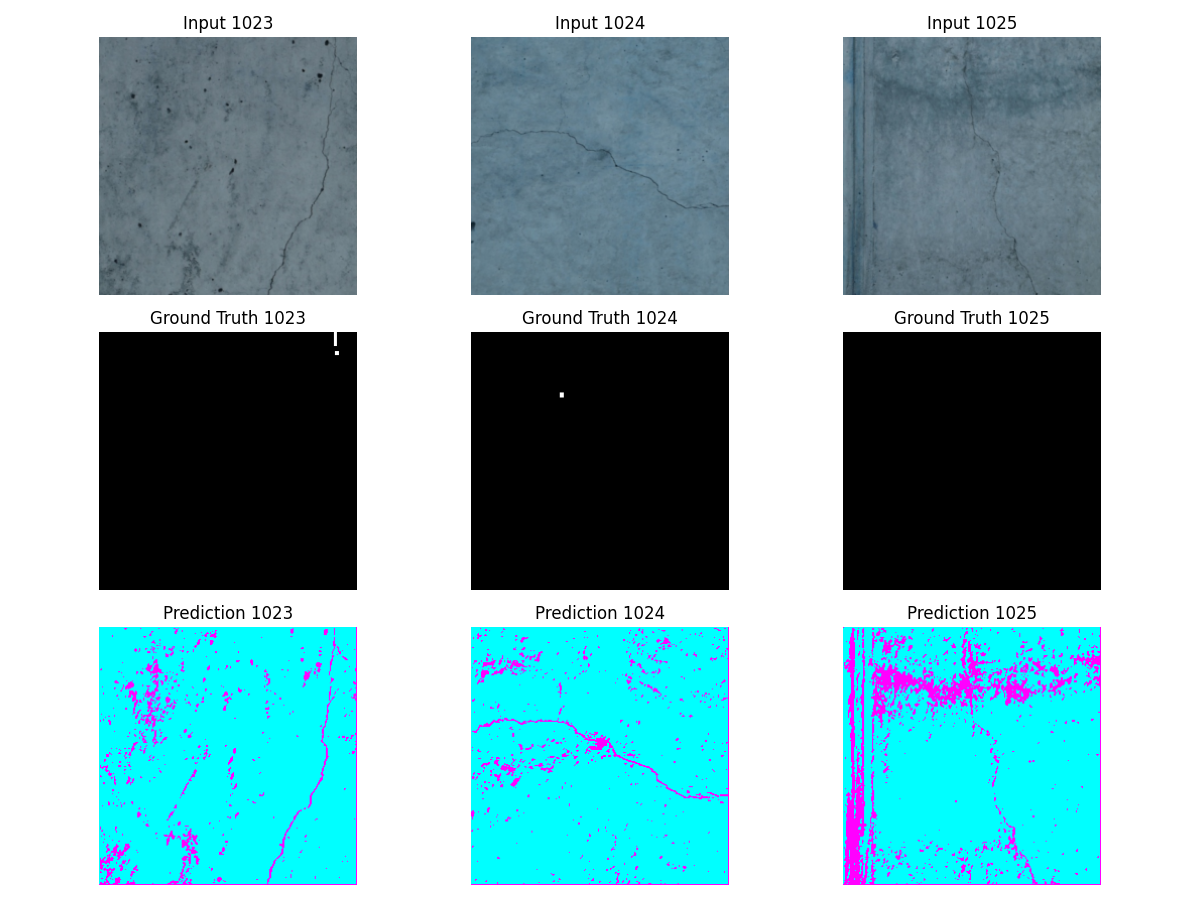 Input 1023
Input 1024
Input 1025
Ground Truth 1023
Ground Truth 1024
Ground Truth 1025
Prediction 1023
Prediction 1024
Prediction 1025